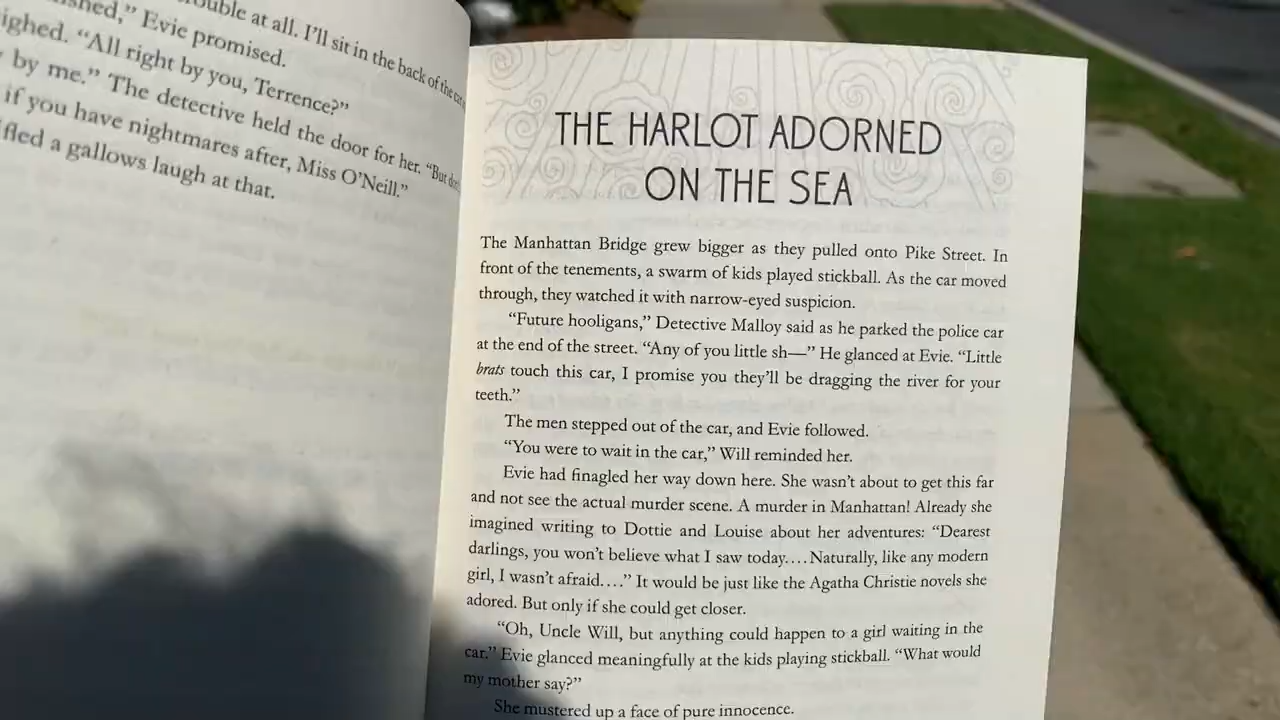 ouble at all. I'll sit in the back of the car
shed," Evie promised.
ighed. "All right by you, Terrence?"
by me." The detective held the door for her. "But don't
if you have nightmares after, Miss O'Neill."
fled a gallows laugh at that.
THE HARLOT ADORNED
ON THE SEA
The Manhattan Bridge grew bigger as they pulled onto Pike Street. In
front of the tenements, a swarm of kids played stickball. As the car moved
through, they watched it with narrow-eyed suspicion.
"Future hooligans," Detective Malloy said as he parked the police car
at the end of the street. "Any of you little sh—" He glanced at Evie. "Little
brats touch this car, I promise you they'll be dragging the river for your
teeth."
The men stepped out of the car, and Evie followed.
"You were to wait in the car," Will reminded her.
Evie had finagled her way down here. She wasn't about to get this far
and not see the actual murder scene. A murder in Manhattan! Already she
imagined writing to Dottie and Louise about her adventures: "Dearest
darlings, you won't believe what I saw today.... Naturally, like any modern
girl, I wasn't afraid...." It would be just like the Agatha Christie novels she
adored. But only if she could get closer.
"Oh, Uncle Will, but anything could happen to a girl waiting in the
car." Evie glanced meaningfully at the kids playing stickball. "What would
my mother say?"
She mustered up a face of pure innocence.